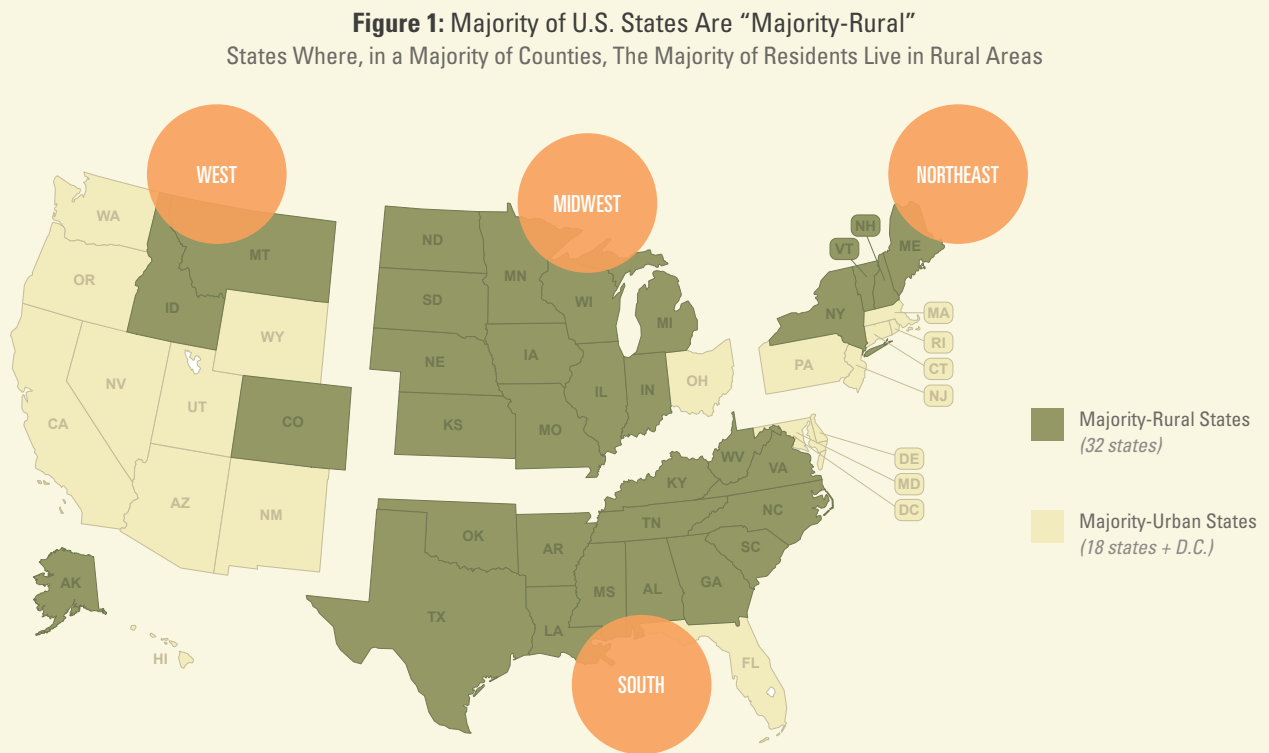 Figure 1: Majority of U.S. States Are “Majority-Rural”
States Where, in a Majority of Counties, The Majority of Residents Live in Rural Areas
WEST
MIDWEST
NORTHEAST
WA
OR
MT
ID
WY
NV
UT
CA
CO
AZ
NM
AK
HI
ND
SD
NE
KS
MN
IA
MO
WI
MI
IL
IN
OH
NH
VT
ME
NY
MA
RI
CT
NJ
PA
DE
MD
DC
WV
VA
KY
NC
TN
SC
OK
AR
TX
LA
MS
AL
GA
FL
SOUTH
Majority-Rural States
(32 states)
Majority-Urban States
(18 states + D.C.)